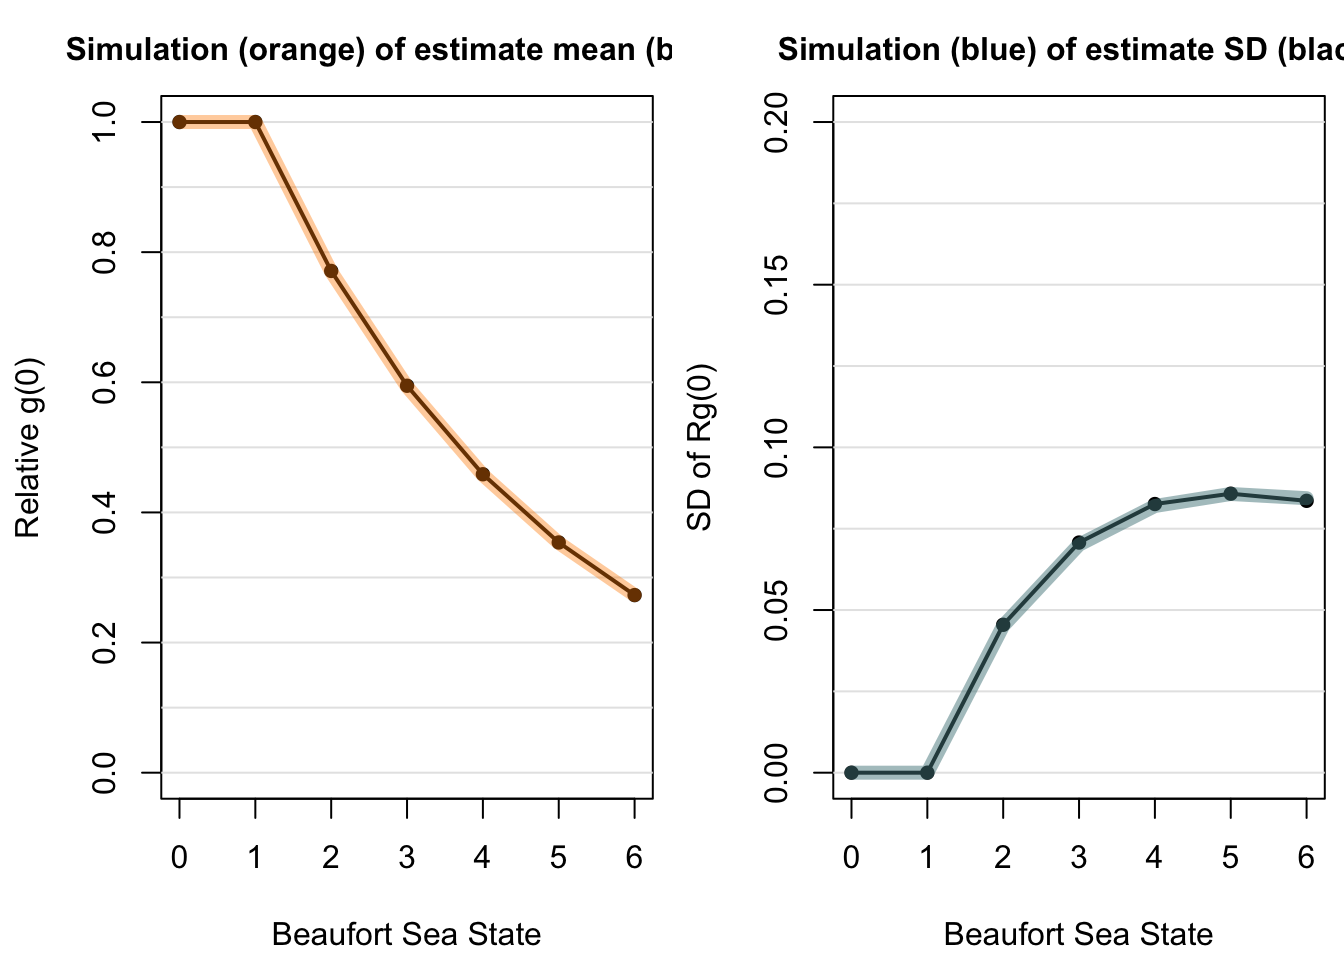 Simulation (orange) of estimate mean (b
Relative g(0)
1.0
0.8
0.6
0.4
0.2
0.0
0 1 2 3 4 5 6
Beaufort Sea State
Simulation (blue) of estimate SD (blac
SD of Rg(0)
0.20
0.15
0.10
0.05
0.00
0 1 2 3 4 5 6
Beaufort Sea State